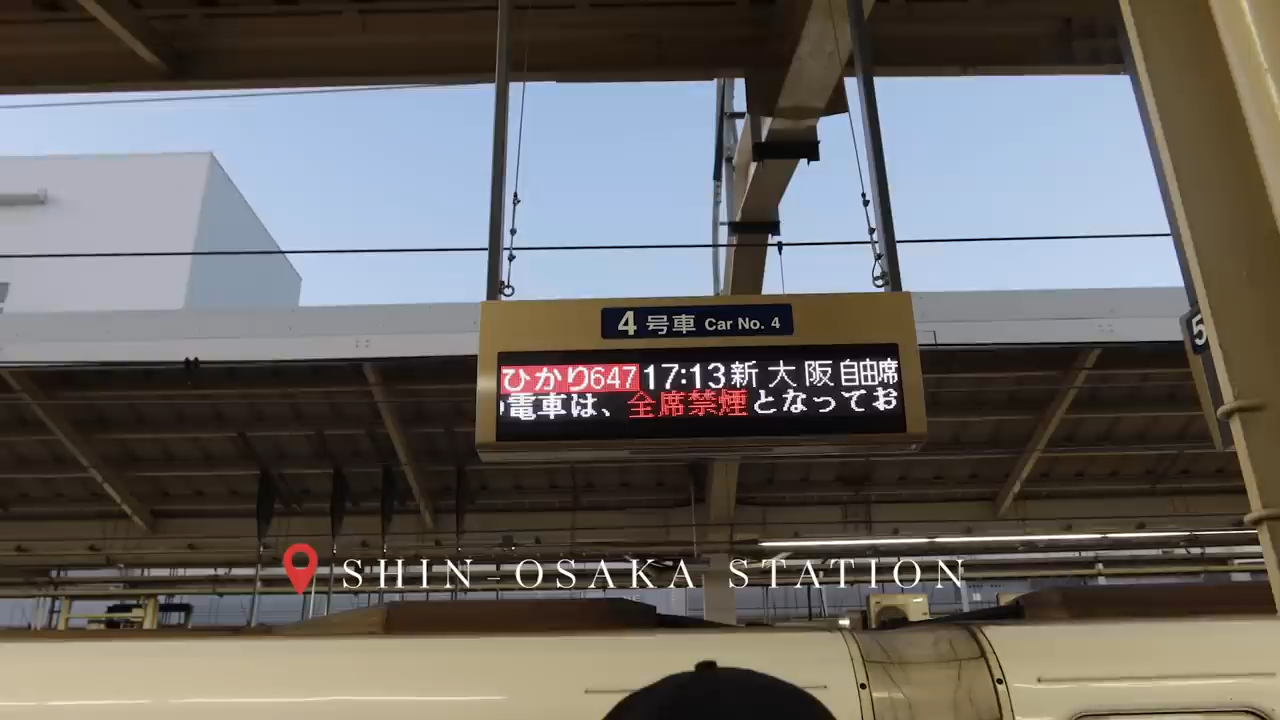 4 号車 Car No. 4
ひかり647 17:13 新大阪 自由席
電車は、全席禁煙となってお
5
SHIN-OSAKA STATION